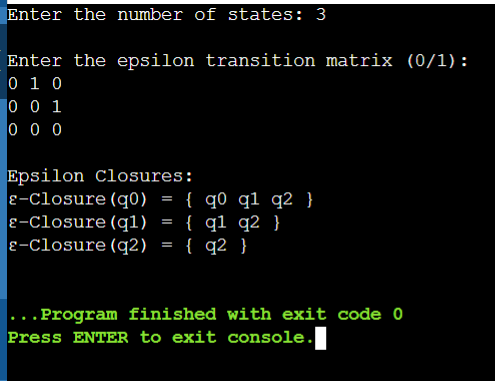 Enter the number of states: 3
Enter the epsilon transition matrix (0/1):
0 1 0
0 0 1
0 0 0
Epsilon Closures:
ε-Closure(q0) = { q0 q1 q2 }
ε-Closure(q1) = { q1 q2 }
ε-Closure(q2) = { q2 }
...Program finished with exit code 0
Press ENTER to exit console.